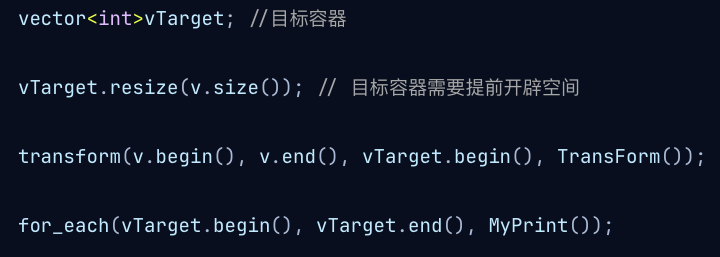 vector<int>vTarget; //目标容器
vTarget.resize(v.size()); // 目标容器需要提前开辟空间
transform(v.begin(), v.end(), vTarget.begin(), TransForm());
for_each(vTarget.begin(), vTarget.end(), MyPrint());